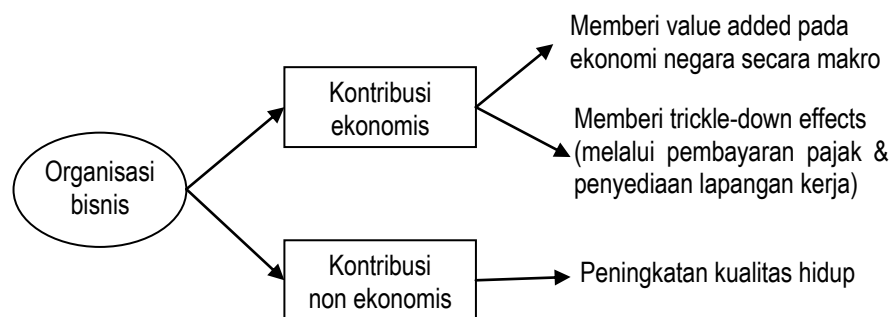 Organisasi
bisnis
Kontribusi
ekonomis
Memberi value added pada
ekonomi negara secara makro
Memberi trickle-down effects
(melalui pembayaran pajak &
penyediaan lapangan kerja)
Kontribusi
non ekonomis
Peningkatan kualitas hidup